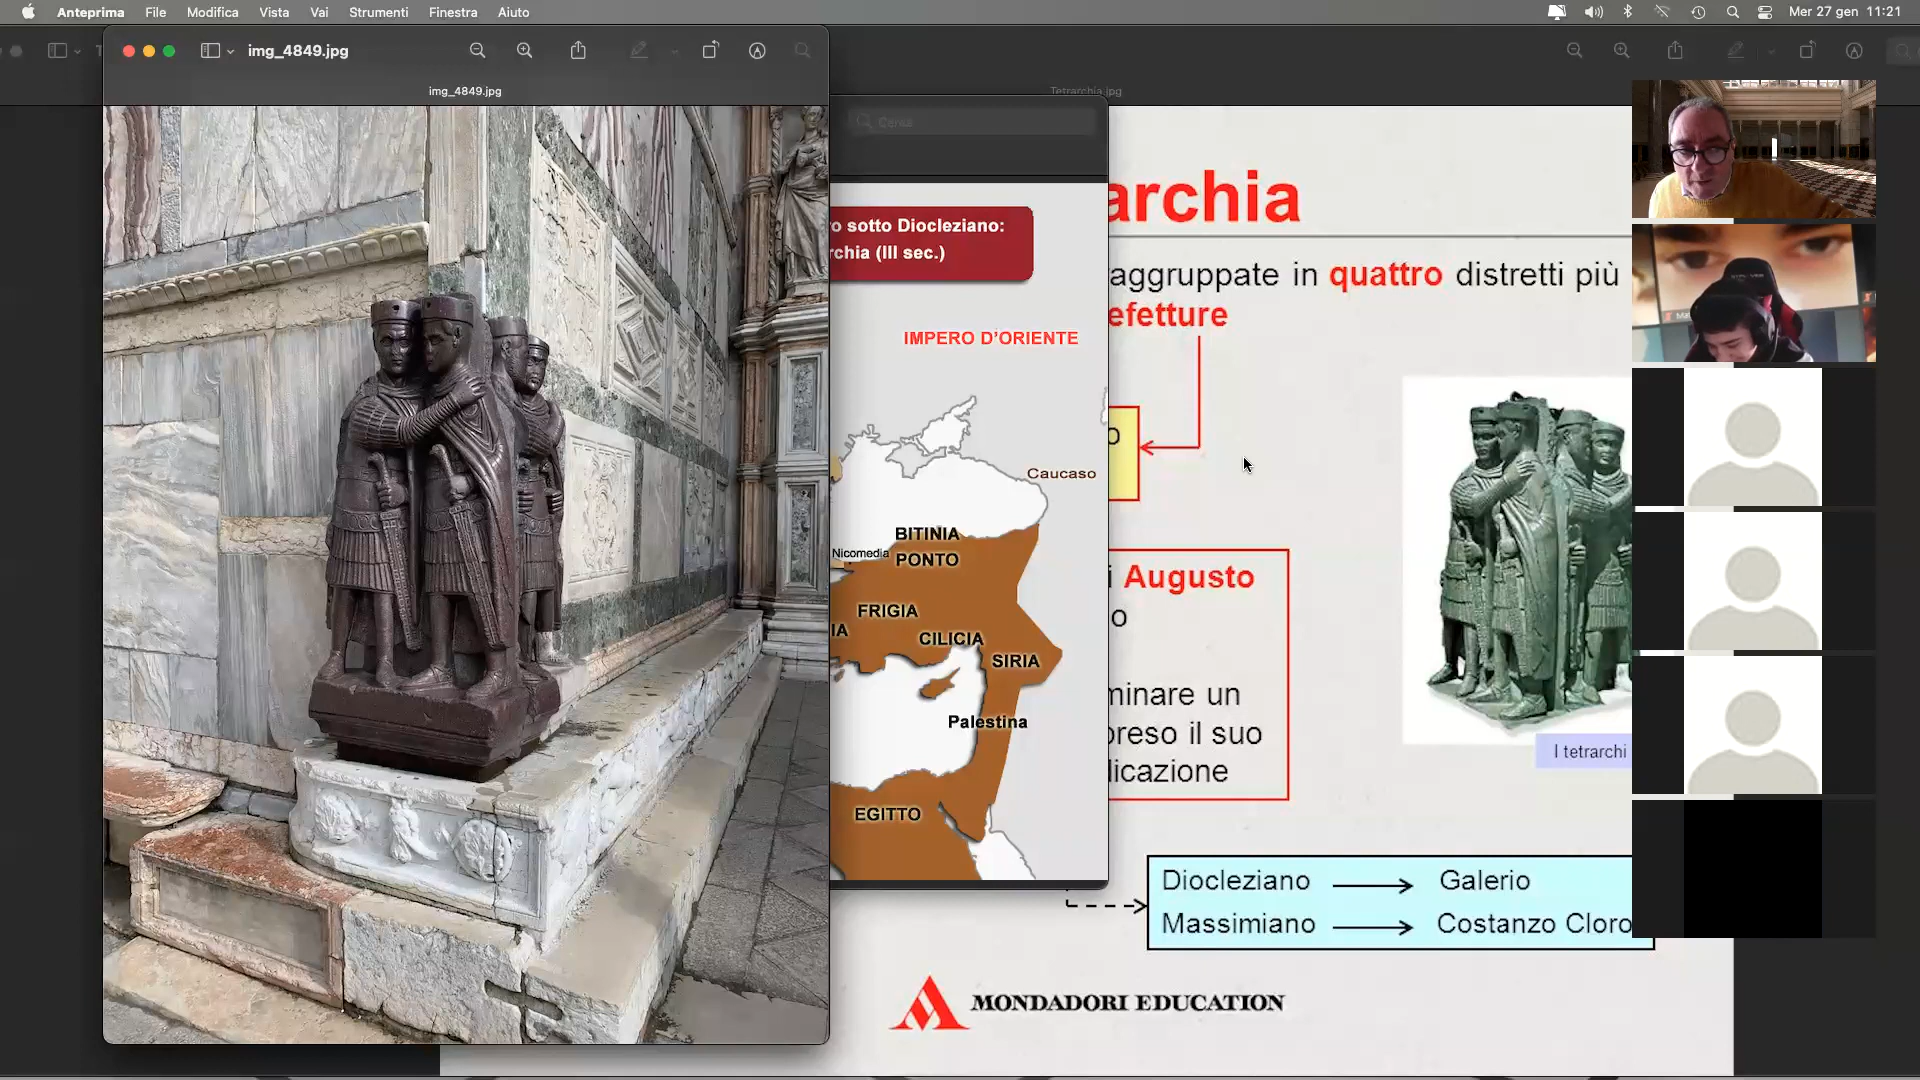 Anteprima File Modifica Vista Vai Strumenti Finestra Aiuto
Mer 27 gen 11:21
img_4849.jpg
img_4849.jpg
Tetrarchia.jpg
Cerca
o sotto Diocleziano:
rchia (III sec.)
IMPERO D'ORIENTE
Caucaso
BITINIA
Nicomedia
PONTO
FRIGIA
IA
CILICIA
SIRIA
Palestina
EGITTO
archia
aggruppate in quattro distretti più
efetture
o
i Augusto
o
minare un
preso il suo
licazione
I tetrarchi
Diocleziano → Galerio
Massimiano → Costanzo Cloro
MONDADORI EDUCATION